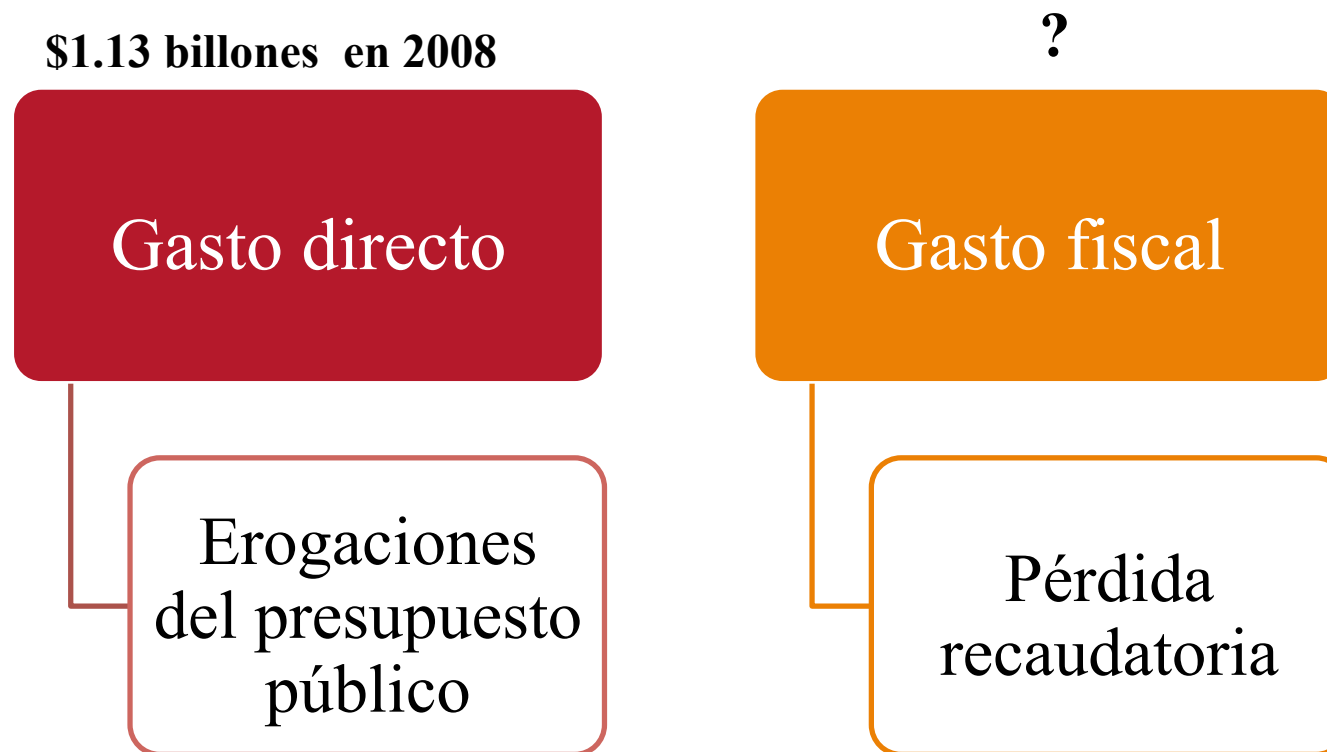 $1.13 billones en 2008
Gasto directo
Erogaciones
del presupuesto
público
?
Gasto fiscal
Pérdida
recaudatoria